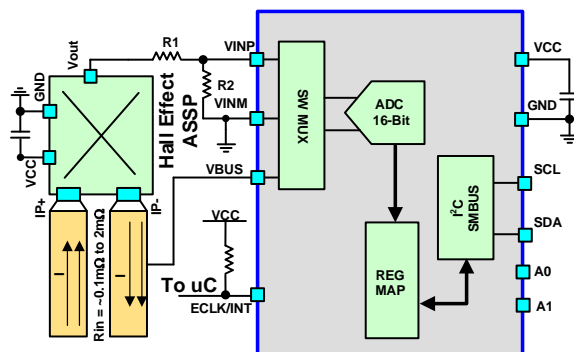 Vout
R1
VINP
VCC
GND
R2
Hall Effect
ASSP
VINM
SW MUX
ADC
16-Bit
GND
VCC
VBUS
SCL
I²C
SMBUS
IP+
IP-
VCC
SDA
I
I
Rin = ~0.1mΩ to 2mΩ
To uC
ECLK/INT
REG
MAP
A0
A1